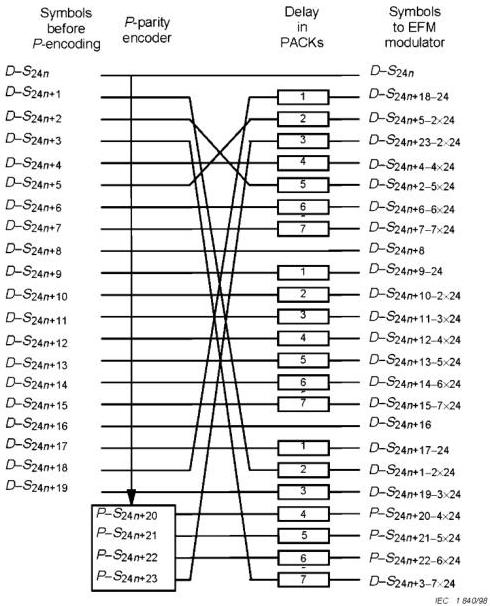 Symbols before P-encoding
P-parity encoder
Delay in PACKs
Symbols to EFM modulator
D–S24n D–S24n
D–S24n+1 1 D–S24n+18–24
D–S24n+2 2 D–S24n+5–2×24
D–S24n+3 3 D–S24n+23–2×24
D–S24n+4 4 D–S24n+4–4×24
D–S24n+5 5 D–S24n+2–5×24
D–S24n+6 6 D–S24n+6–6×24
D–S24n+7 7 D–S24n+7–7×24
D–S24n+8 D–S24n+8
D–S24n+9 1 D–S24n+9–24
D–S24n+10 2 D–S24n+10–2×24
D–S24n+11 3 D–S24n+11–3×24
D–S24n+12 4 D–S24n+12–4×24
D–S24n+13 5 D–S24n+13–5×24
D–S24n+14 6 D–S24n+14–6×24
D–S24n+15 7 D–S24n+15–7×24
D–S24n+16 D–S24n+16
D–S24n+17 1 D–S24n+17–24
D–S24n+18 2 D–S24n+1–2×24
D–S24n+19 3 D–S24n+19–3×24
P–S24n+20 4 P–S24n+20–4×24
P–S24n+21 5 P–S24n+21–5×24
P–S24n+22 6 P–S24n+22–6×24
P–S24n+23 7 D–S24n+3–7×24
IEC 1 840/98